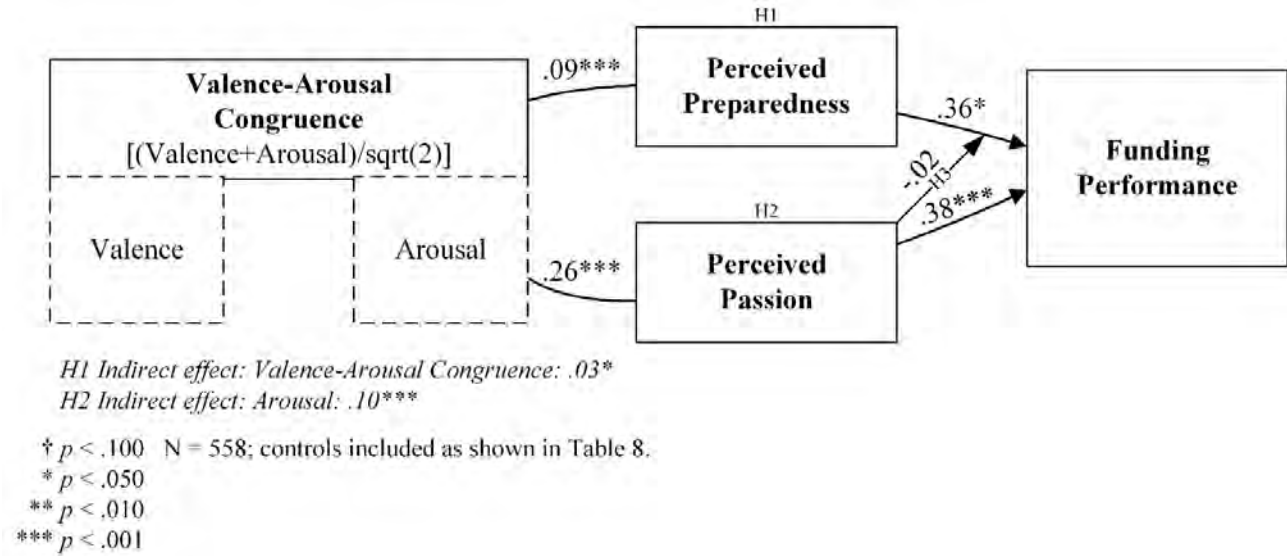 H1
Valence-Arousal
Congruence
[(Valence+Arousal)/sqrt(2)]
Valence
Arousal
.09***
.26***
Perceived
Preparedness
H2
Perceived
Passion
.36*
-.02
H3
.38***
Funding
Performance
H1 Indirect effect: Valence-Arousal Congruence: .03*
H2 Indirect effect: Arousal: .10***
† p < .100 N = 558; controls included as shown in Table 8.
* p < .050
** p < .010
*** p < .001